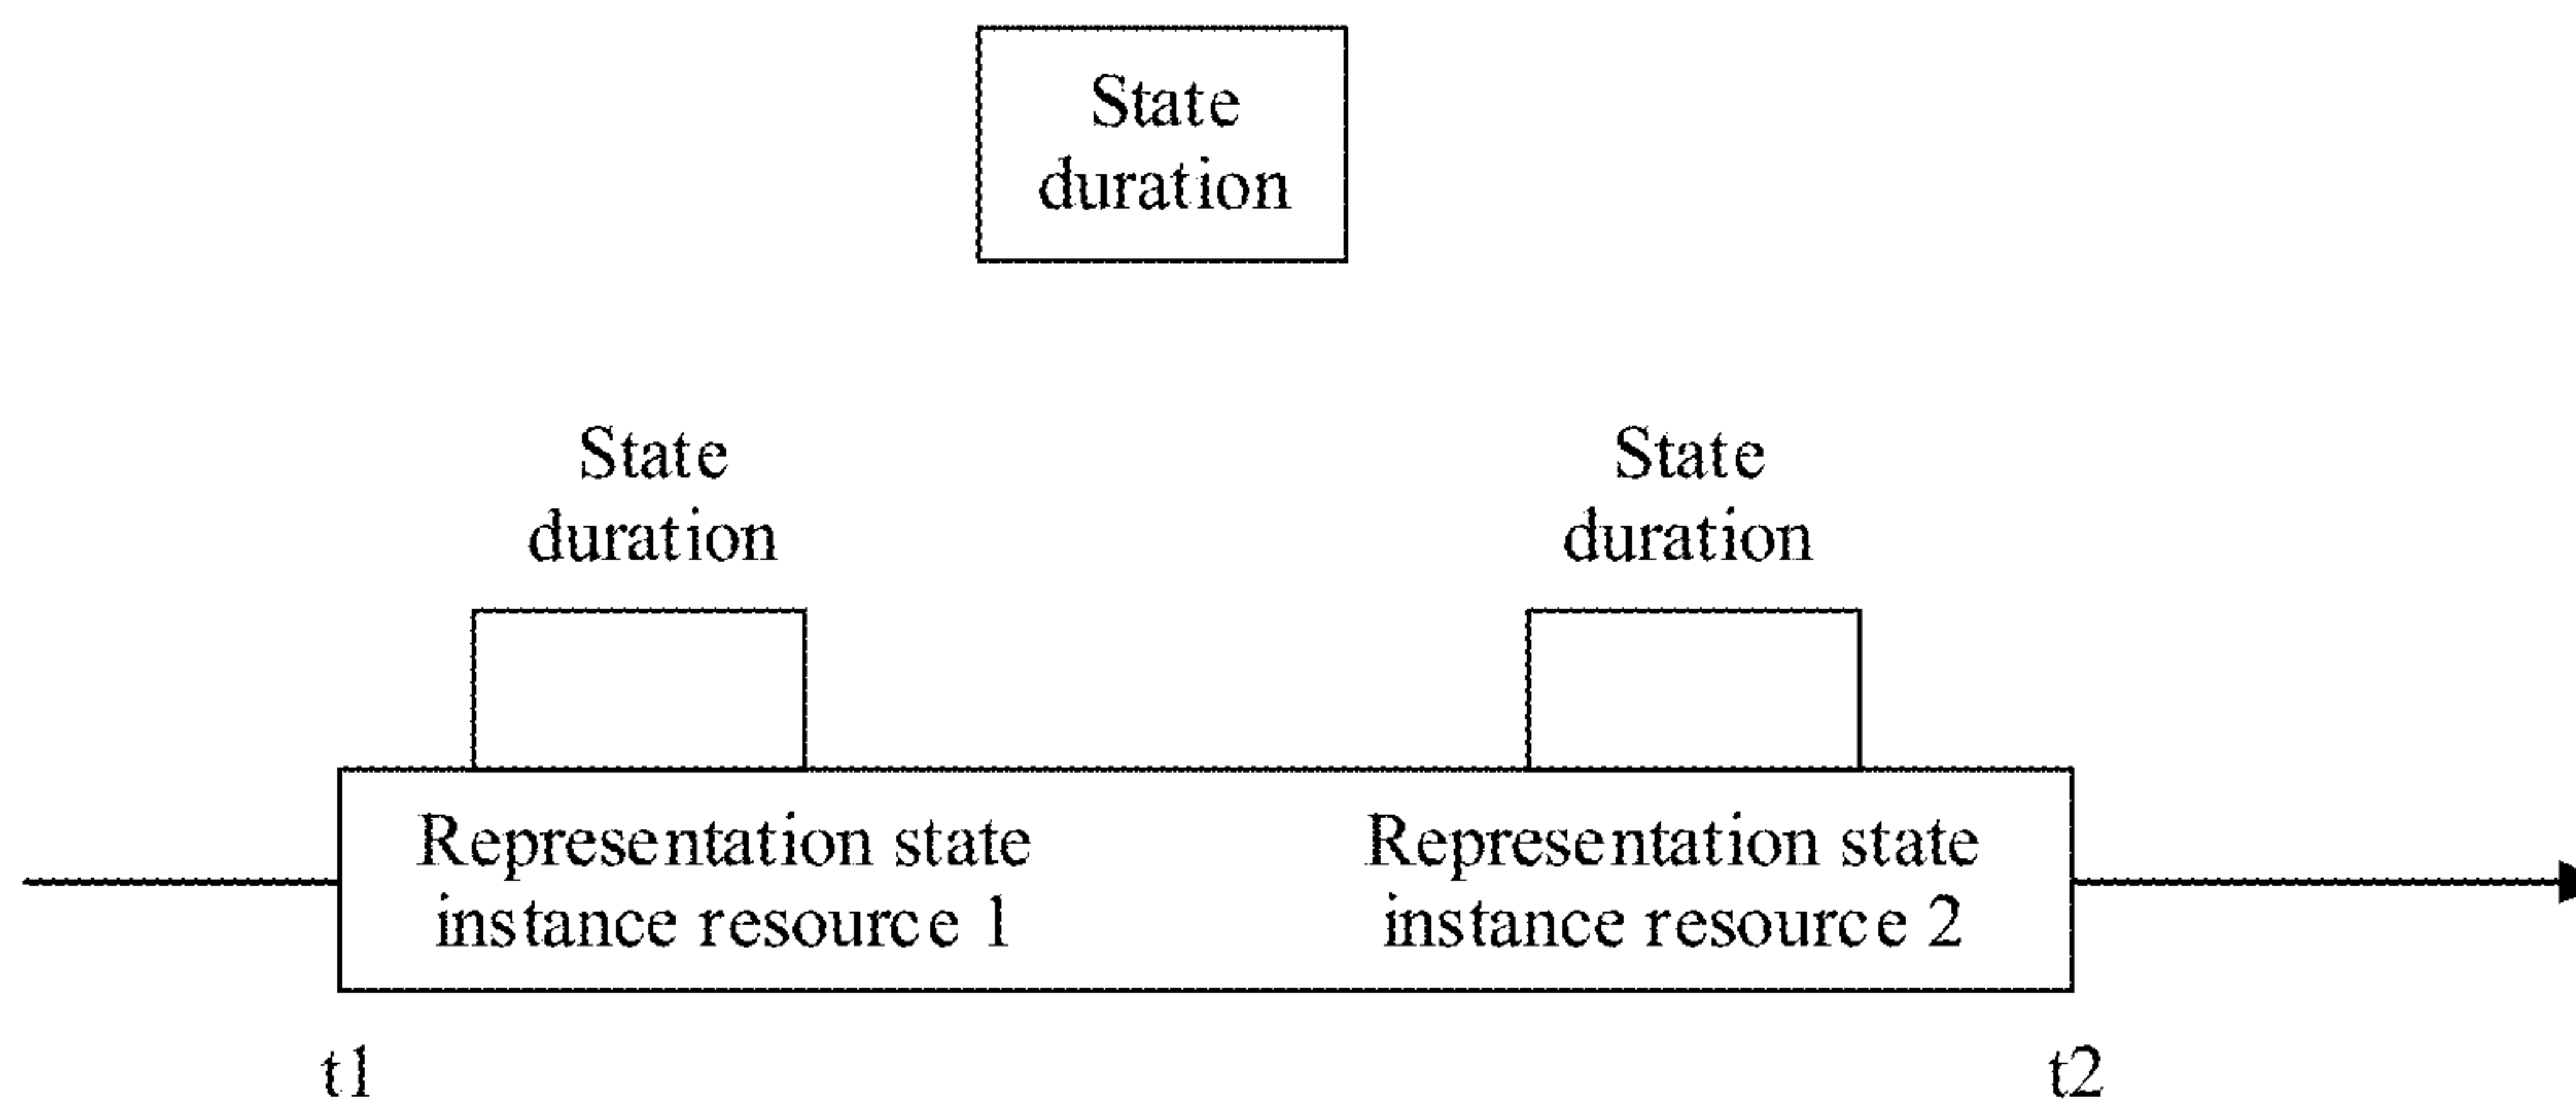 State
duration
State
duration
State
duration
Representation state
instance resource 1
Representation state
instance resource 2
t1
t2